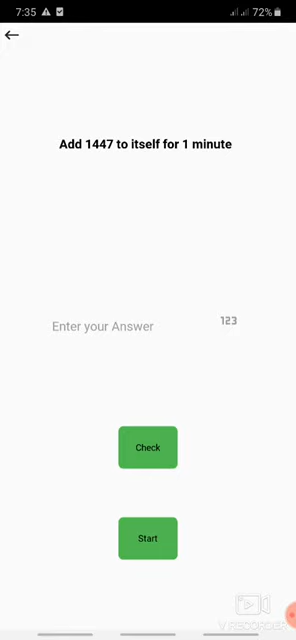 7:35 72%
Add 1447 to itself for 1 minute
Enter your Answer 123
Check
Start
V RECORDER